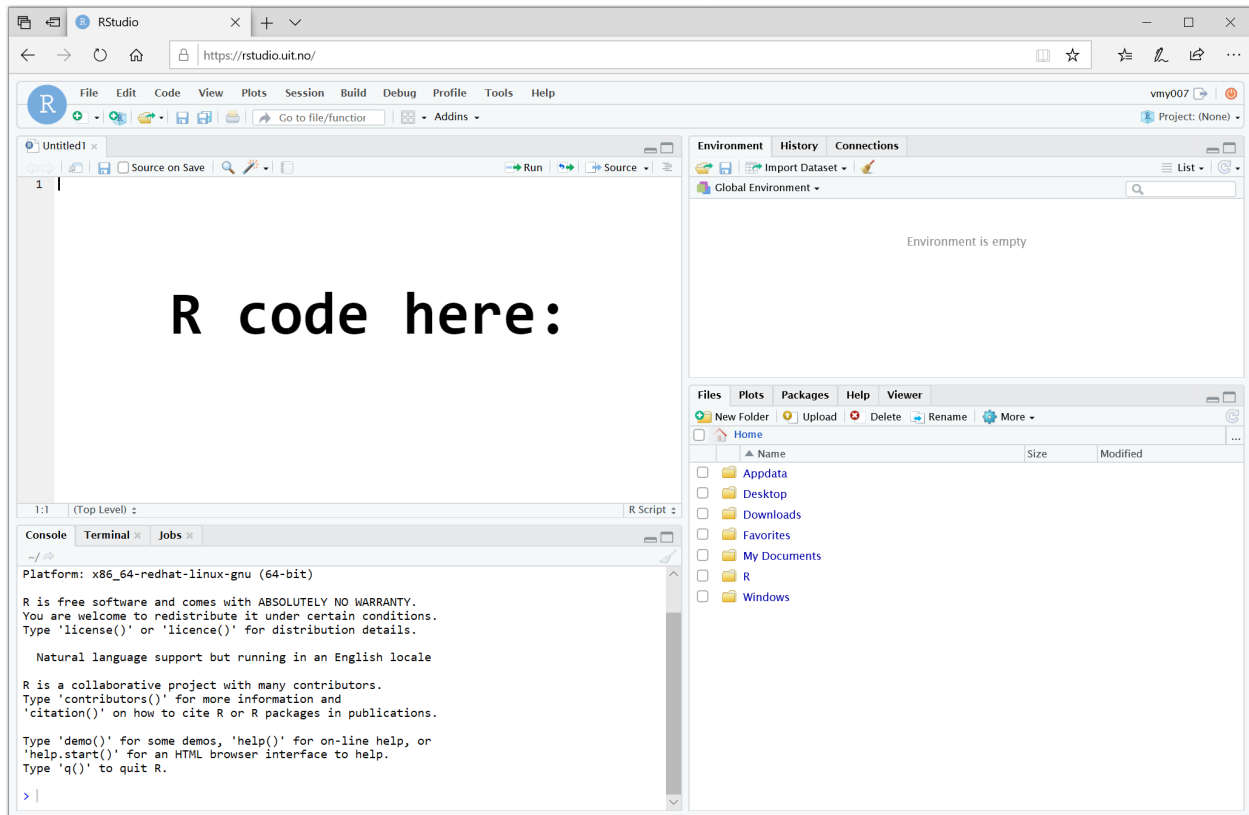 RStudio
https://rstudio.uit.no/
R
File Edit Code View Plots Session Build Debug Profile Tools Help
vmy007
Go to file/function
Addins
Project: (None)
Untitled1
Source on Save
Run
Source
1
R code here:
1:1 (Top Level)
R Script
Console Terminal Jobs
~/
Platform: x86_64-redhat-linux-gnu (64-bit)
R is free software and comes with ABSOLUTELY NO WARRANTY.
You are welcome to redistribute it under certain conditions.
Type 'license()' or 'licence()' for distribution details.
Natural language support but running in an English locale
R is a collaborative project with many contributors.
Type 'contributors()' for more information and
'citation()' on how to cite R or R packages in publications.
Type 'demo()' for some demos, 'help()' for on-line help, or
'help.start()' for an HTML browser interface to help.
Type 'q()' to quit R.
>
Environment History Connections
Import Dataset
List
Global Environment
Environment is empty
Files Plots Packages Help Viewer
New Folder Upload Delete Rename More
Home
...
Name Size Modified
Appdata
Desktop
Downloads
Favorites
My Documents
R
Windows